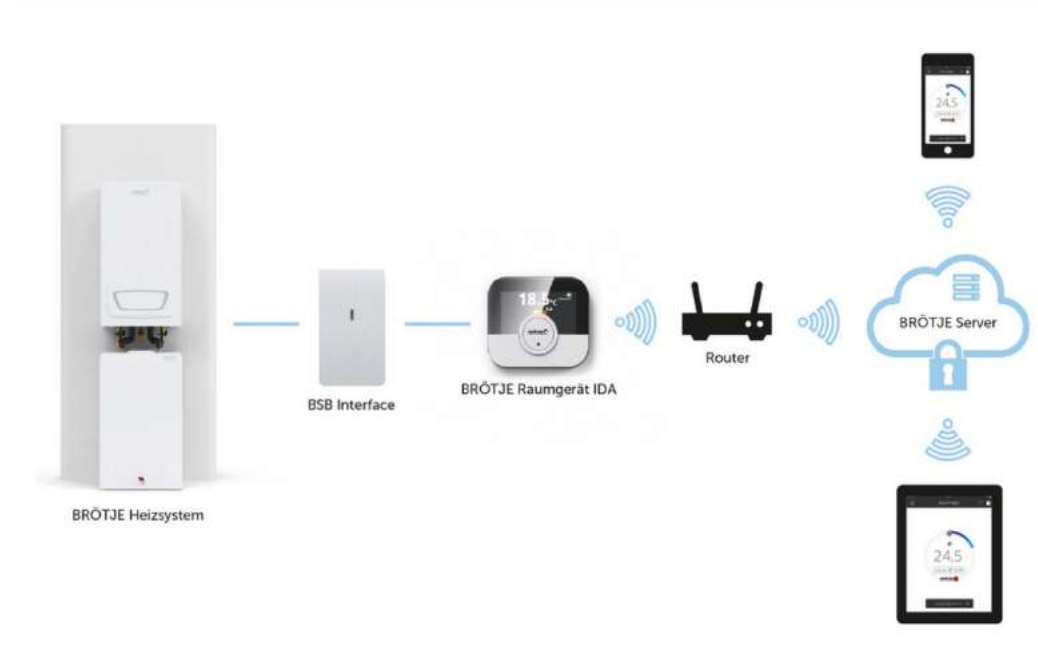 24.5
18.5°C
BRÖTJE Server
Router
BRÖTJE Raumgerät IDA
BSB Interface
BRÖTJE Heizsystem
24.5